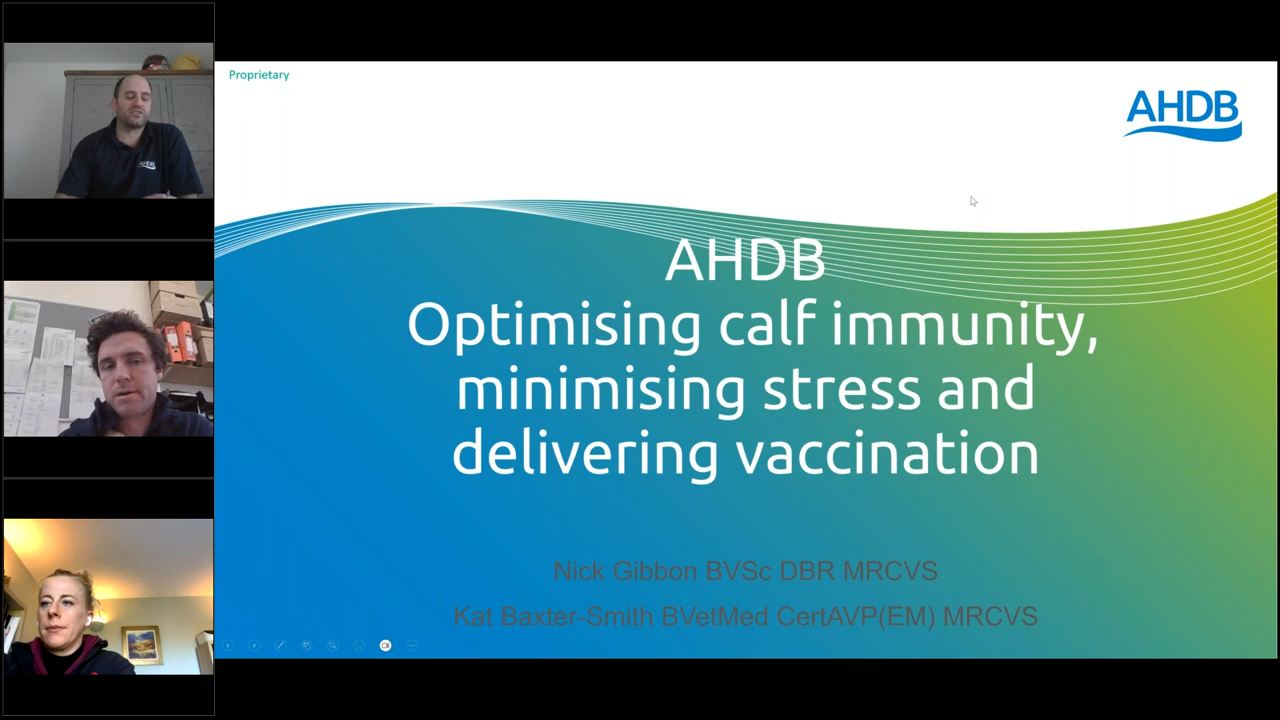 Proprietary
AHDB
AHDB
Optimising calf immunity,
minimising stress and
delivering vaccination
Nick Gibbon BVSc DBR MRCVS
Kat Baxter-Smith BVetMed CertAVP(EM) MRCVS
AHDB